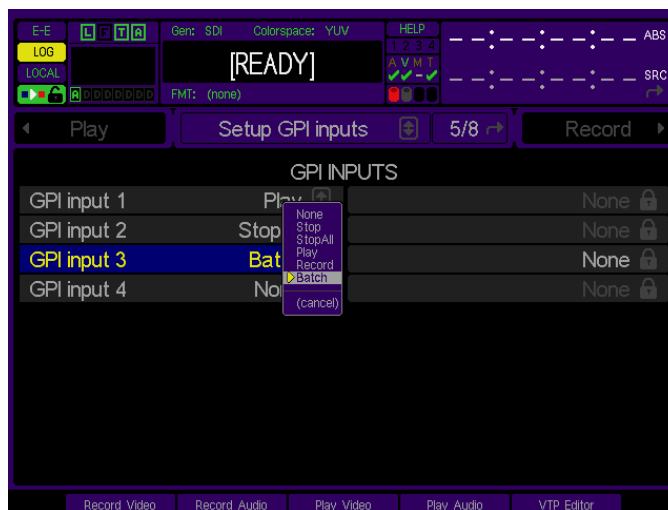 E-E L F T A Gen: SDI Colorspace: YUV HELP ABS
LOG 1 2 3 4
LOCAL [READY] A V M T SRC
A D D D D D D D FMT: (none)
Play Setup GPI inputs 5/8 Record
GPI INPUTS
GPI input 1 Play None
GPI input 2 Stop None
GPI input 3 Bat None
GPI input 4 No None
None
Stop
StopAll
Play
Record
Batch
(cancel)
Record Video Record Audio Play Video Play Audio VTP Editor